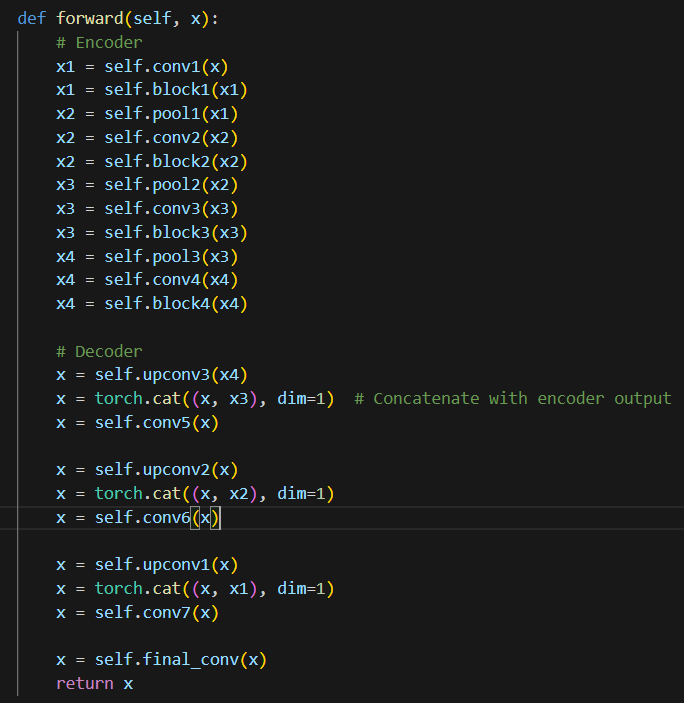 def forward(self, x):
    # Encoder
    x1 = self.conv1(x)
    x1 = self.block1(x1)
    x2 = self.pool1(x1)
    x2 = self.conv2(x2)
    x2 = self.block2(x2)
    x3 = self.pool2(x2)
    x3 = self.conv3(x3)
    x3 = self.block3(x3)
    x4 = self.pool3(x3)
    x4 = self.conv4(x4)
    x4 = self.block4(x4)

    # Decoder
    x = self.upconv3(x4)
    x = torch.cat((x, x3), dim=1)  # Concatenate with encoder output
    x = self.conv5(x)

    x = self.upconv2(x)
    x = torch.cat((x, x2), dim=1)
    x = self.conv6(x)

    x = self.upconv1(x)
    x = torch.cat((x, x1), dim=1)
    x = self.conv7(x)

    x = self.final_conv(x)
    return x